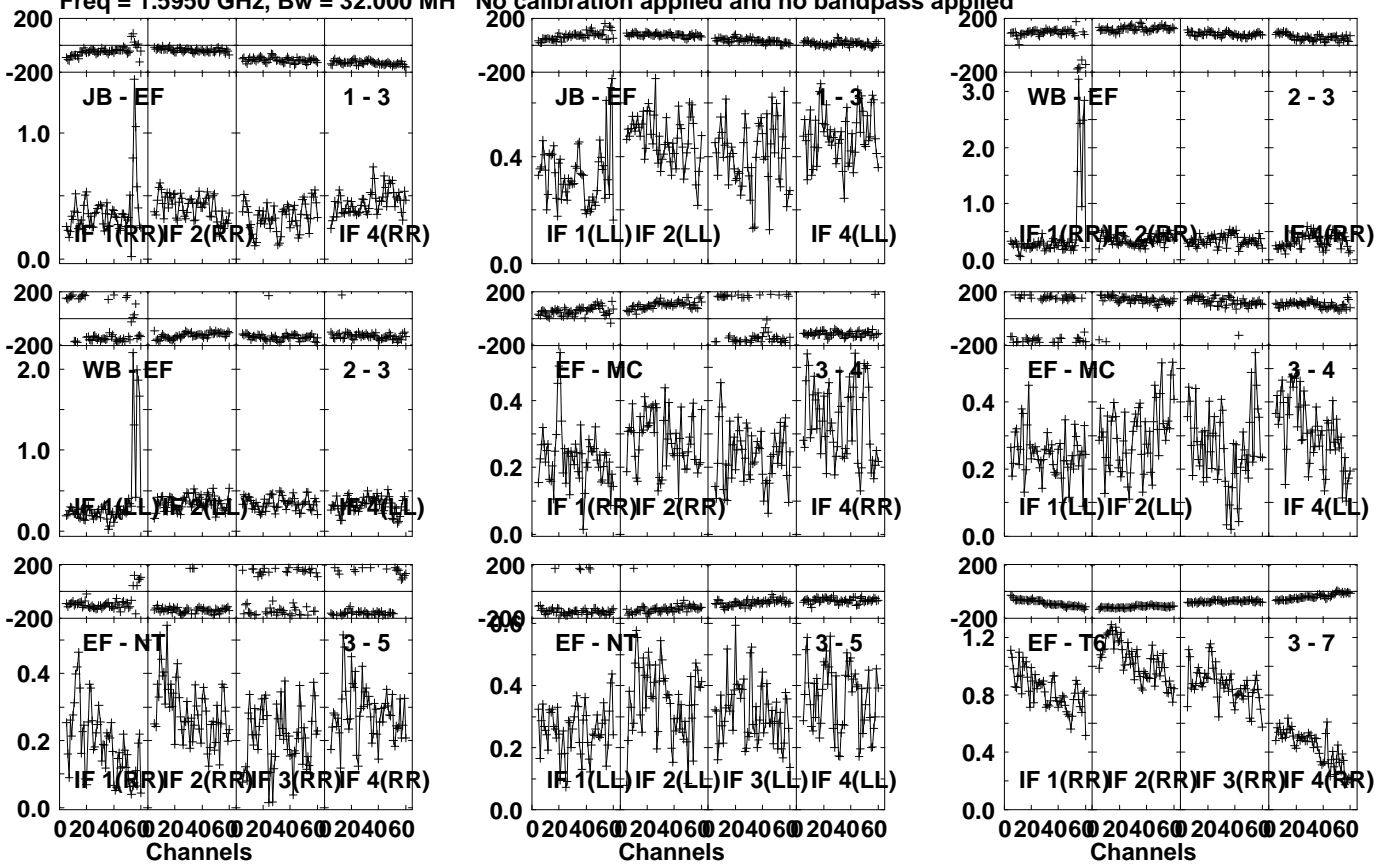 Freq = 1.5950 GHz, Bw = 32.000 MH No calibration applied and no bandpass applied
200
-200
JB - EF
1 - 3
1.0
0.0
IF 1(RR)
IF 2(RR)
IF 4(RR)
JB - EF
1 - 3
0.4
0.0
IF 1(LL)
IF 2(LL)
IF 4(LL)
200
-200
WB - EF
2 - 3
3.0
2.0
1.0
0.0
IF 1(RR)
IF 2(RR)
IF 4(RR)
200
-200
WB - EF
2 - 3
2.0
1.0
0.0
IF 1(LL)
IF 2(LL)
IF 4(LL)
200
-200
EF - MC
3 - 4
0.4
0.2
0.0
IF 1(RR)
IF 2(RR)
IF 4(RR)
200
-200
EF - MC
3 - 4
0.4
0.2
0.0
IF 1(LL)
IF 2(LL)
IF 4(LL)
200
-200
EF - NT
3 - 5
0.4
0.2
0.0
IF 1(RR)
IF 2(RR)
IF 3(RR)
IF 4(RR)
0 20 40 60 0 20 40 60 0 20 40 60 0 20 40 60
Channels
200
-200
0.6
EF - NT
3 - 5
0.4
0.2
0.0
IF 1(LL)
IF 2(LL)
IF 3(LL)
IF 4(LL)
0 20 40 60 0 20 40 60 0 20 40 60 0 20 40 60
Channels
200
-200
EF - T6
3 - 7
1.2
0.8
0.4
0.0
IF 1(RR)
IF 2(RR)
IF 3(RR)
IF 4(RR)
0 20 40 60 0 20 40 60 0 20 40 60 0 20 40 60
Channels